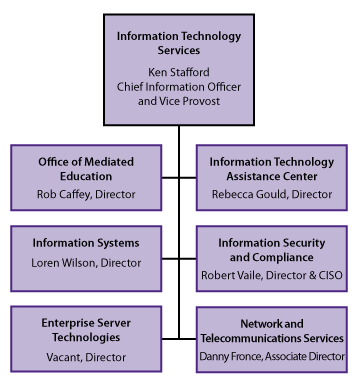 Information Technology
Services
Ken Stafford
Chief Information Officer
and Vice Provost
Office of Mediated
Education
Rob Caffey, Director
Information Technology
Assistance Center
Rebecca Gould, Director
Information Systems
Loren Wilson, Director
Information Security
and Compliance
Robert Vaile, Director & CISO
Enterprise Server
Technologies
Vacant, Director
Network and
Telecommunications Services
Danny Fronce, Associate Director